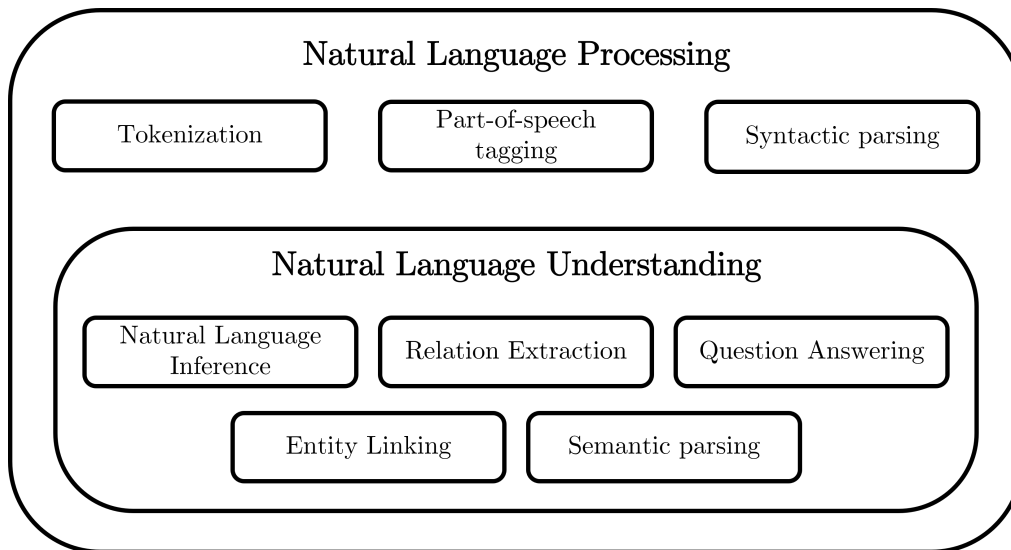 Natural Language Processing
Tokenization
Part-of-speech
tagging
Syntactic parsing
Natural Language Understanding
Natural Language
Inference
Relation Extraction
Question Answering
Entity Linking
Semantic parsing